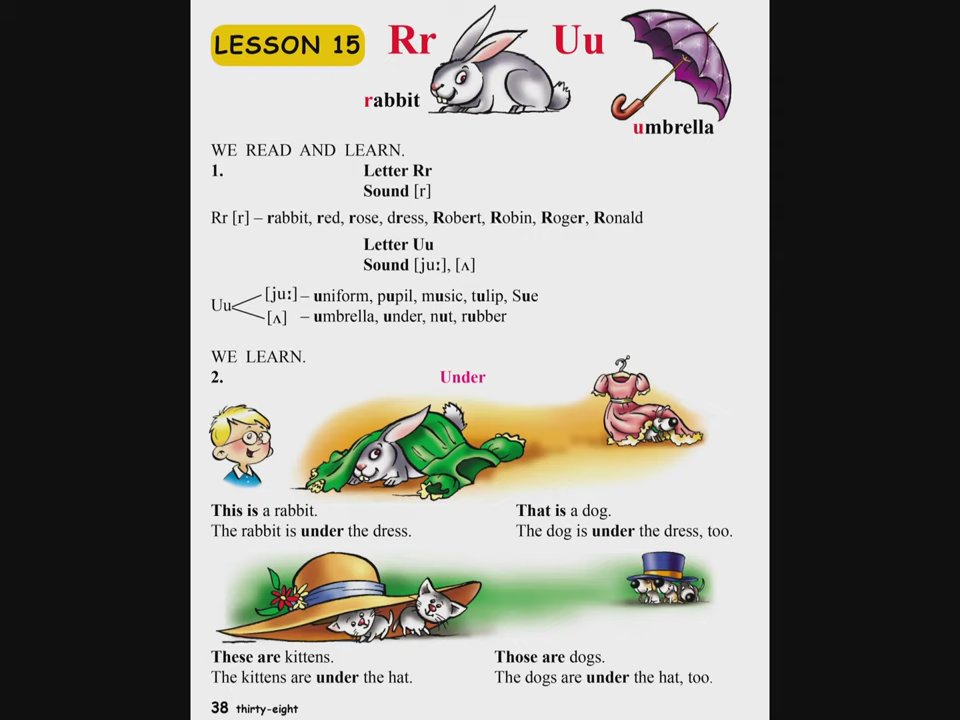 LESSON 15 Rr Uu
rabbit
umbrella
WE READ AND LEARN.
1. Letter Rr
Sound [r]
Rr [r] – rabbit, red, rose, dress, Robert, Robin, Roger, Ronald
Letter Uu
Sound [juː], [ʌ]
Uu
[juː] – uniform, pupil, music, tulip, Sue
[ʌ] – umbrella, under, nut, rubber
WE LEARN.
2. Under
This is a rabbit.
The rabbit is under the dress.
That is a dog.
The dog is under the dress, too.
These are kittens.
The kittens are under the hat.
Those are dogs.
The dogs are under the hat, too.
38 thirty-eight